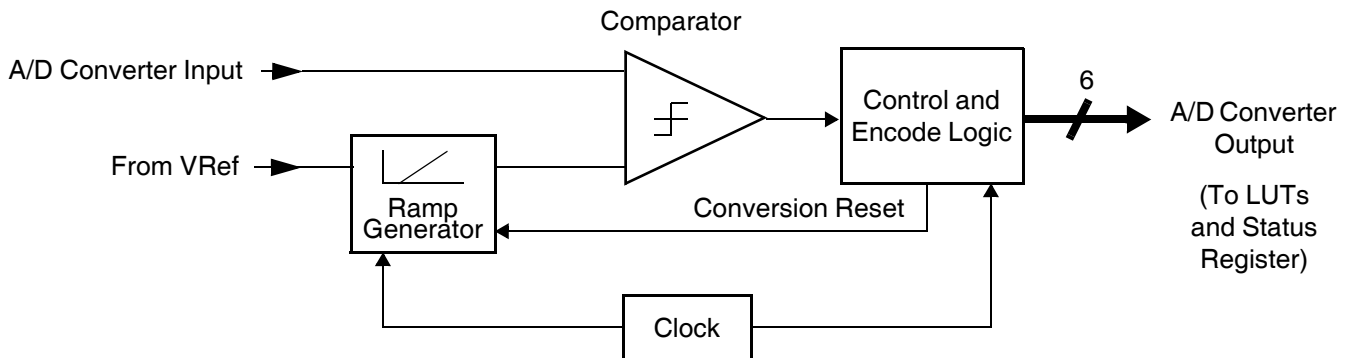 Comparator
A/D Converter Input
6
Control and
Encode Logic
A/D Converter
Output
From VRef
Ramp
Generator
Conversion Reset
(To LUTs
and Status
Register)
Clock